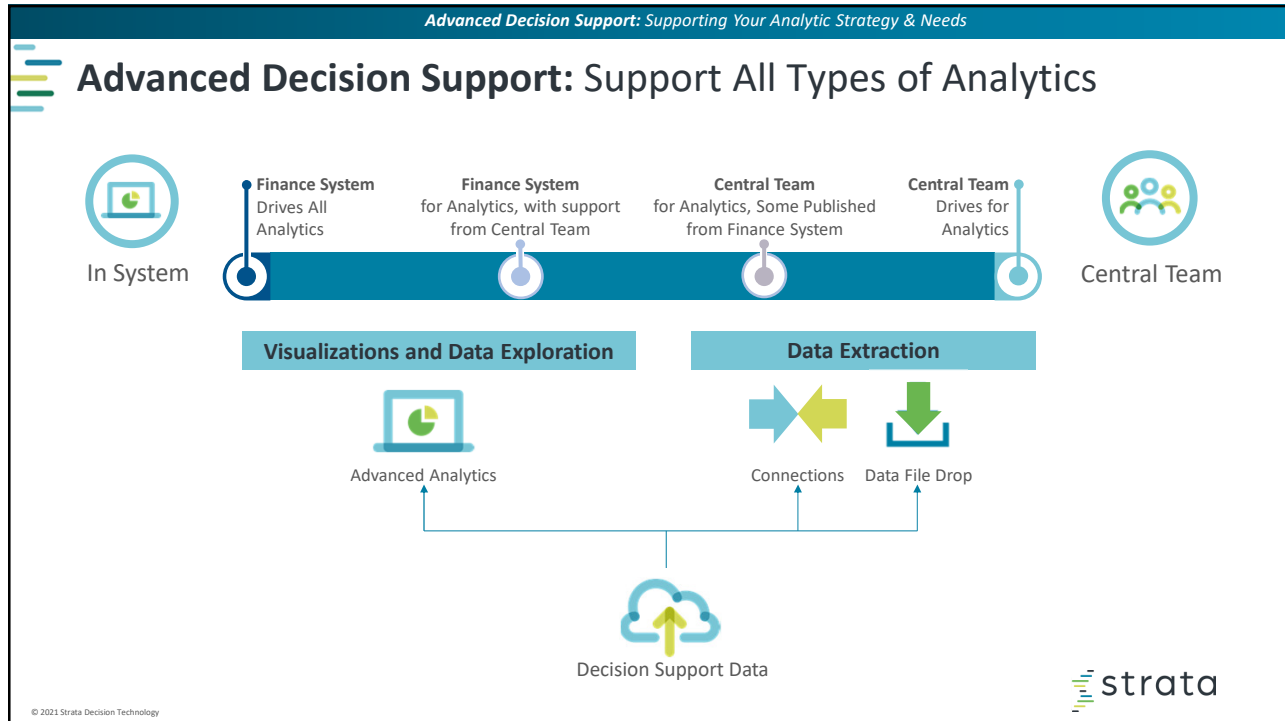 Advanced Decision Support: Supporting Your Analytic Strategy & Needs
Advanced Decision Support: Support All Types of Analytics
In System
Finance System
Drives All
Analytics
Finance System
for Analytics, with support
from Central Team
Central Team
for Analytics, Some Published
from Finance System
Central Team
Drives for
Analytics
Central Team
Visualizations and Data Exploration
Data Extraction
Advanced Analytics
Connections
Data File Drop
Decision Support Data
strata
© 2021 Strata Decision Technology